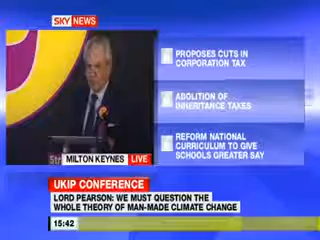 SKY NEWS
PROPOSES CUTS IN
CORPORATION TAX
ABOLITION OF
INHERITANCE TAXES
REFORM NATIONAL
CURRICULUM TO GIVE
SCHOOLS GREATER SAY
Str
MILTON KEYNES LIVE
UKIP CONFERENCE
LORD PEARSON: WE MUST QUESTION THE
WHOLE THEORY OF MAN-MADE CLIMATE CHANGE
15:42